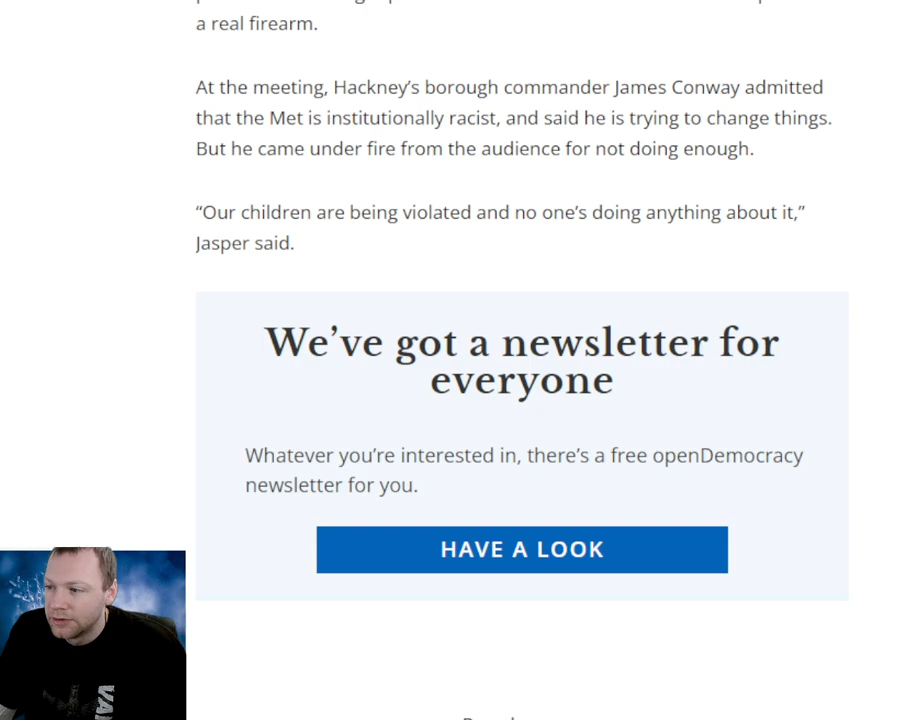 a real firearm.
At the meeting, Hackney’s borough commander James Conway admitted
that the Met is institutionally racist, and said he is trying to change things.
But he came under fire from the audience for not doing enough.
“Our children are being violated and no one’s doing anything about it,”
Jasper said.
We’ve got a newsletter for
everyone
Whatever you’re interested in, there’s a free openDemocracy
newsletter for you.
HAVE A LOOK